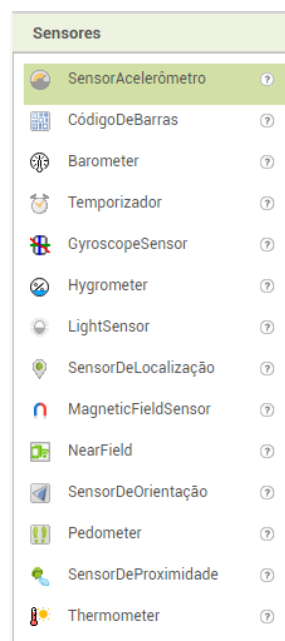 Sensores
SensorAcelerômetro ?
CódigoDeBarras ?
Barometer ?
Temporizador ?
GyroscopeSensor ?
Hygrometer ?
LightSensor ?
SensorDeLocalização ?
MagneticFieldSensor ?
NearField ?
SensorDeOrientação ?
Pedometer ?
SensorDeProximidade ?
Thermometer ?